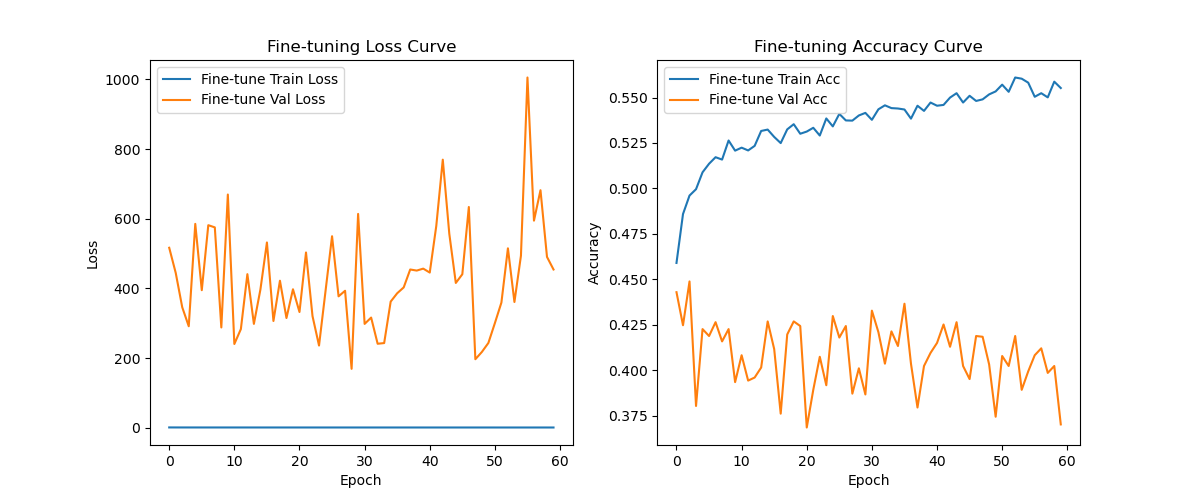 Fine-tuning Loss Curve
Fine-tune Train Loss
Fine-tune Val Loss
1000
800
600
400
200
0
Loss
0 10 20 30 40 50 60
Epoch
Fine-tuning Accuracy Curve
Fine-tune Train Acc
Fine-tune Val Acc
0.550
0.525
0.500
0.475
0.450
0.425
0.400
0.375
Accuracy
0 10 20 30 40 50 60
Epoch